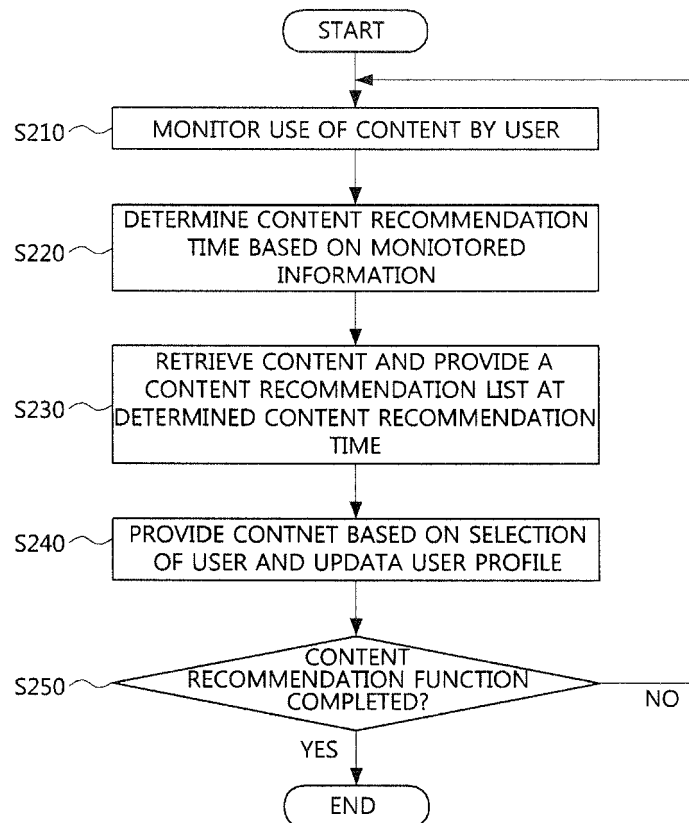 START
S210
MONITOR USE OF CONTENT BY USER
S220
DETERMINE CONTENT RECOMMENDATION
TIME BASED ON MONIOTORED
INFORMATION
S230
RETRIEVE CONTENT AND PROVIDE A
CONTENT RECOMMENDATION LIST AT
DETERMINED CONTENT RECOMMENDATION
TIME
S240
PROVIDE CONTNET BASED ON SELECTION
OF USER AND UPDATA USER PROFILE
S250
CONTENT
RECOMMENDATION FUNCTION
COMPLETED?
NO
YES
END